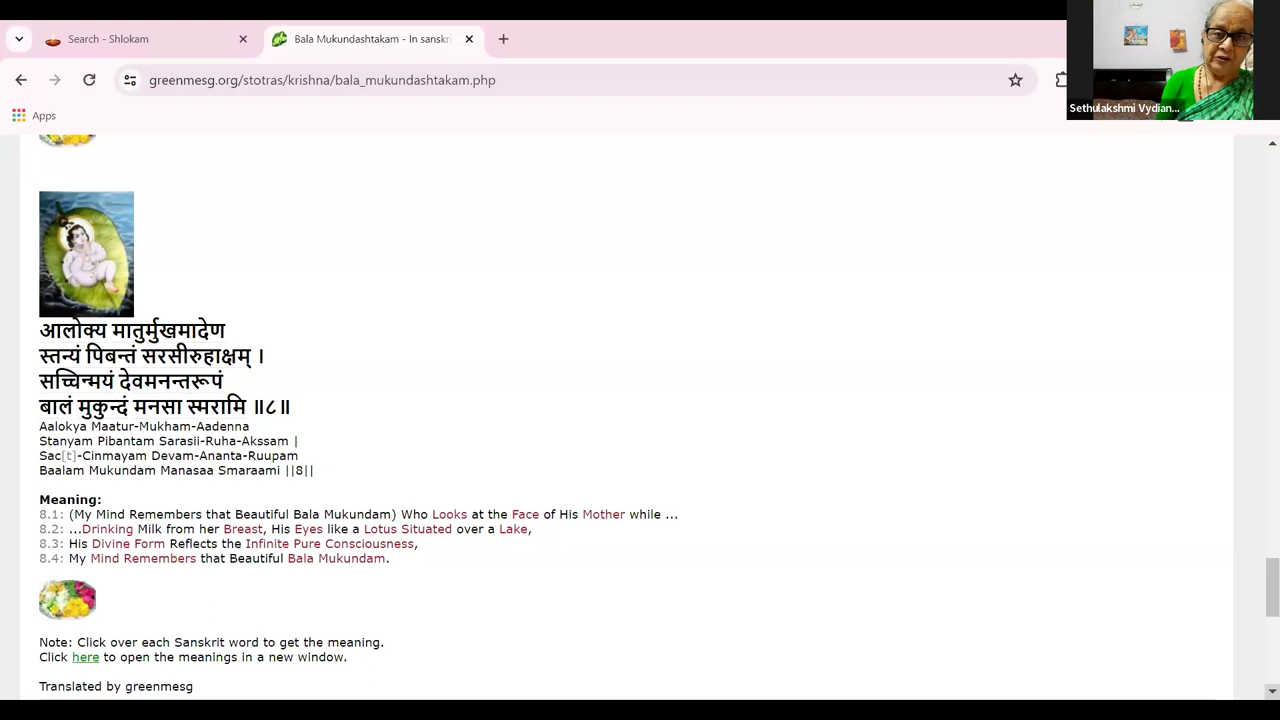 Search - Shlokam
Bala Mukundashtakam - In sanskri
greenmesg.org/stotras/krishna/bala_mukundashtakam.php
Apps
Sethulakshmi Vydian...
आलोक्य मातुर्मुखमादेण
स्तन्यं पिबन्तं सरसीरुहाक्षम् ।
सच्चिन्मयं देवमनन्तरूपं
बालं मुकुन्दं मनसा स्मरामि ॥८॥
Aalokya Maatur-Mukham-Aadenna
Stanyam Pibantam Sarasii-Ruha-Akssam |
Sac[t]-Cinmayam Devam-Ananta-Ruupam
Baalam Mukundam Manasaa Smaraami ||8||
Meaning:
8.1: (My Mind Remembers that Beautiful Bala Mukundam) Who Looks at the Face of His Mother while ...
8.2: ...Drinking Milk from her Breast, His Eyes like a Lotus Situated over a Lake,
8.3: His Divine Form Reflects the Infinite Pure Consciousness,
8.4: My Mind Remembers that Beautiful Bala Mukundam.
Note: Click over each Sanskrit word to get the meaning.
Click here to open the meanings in a new window.
Translated by greenmesg